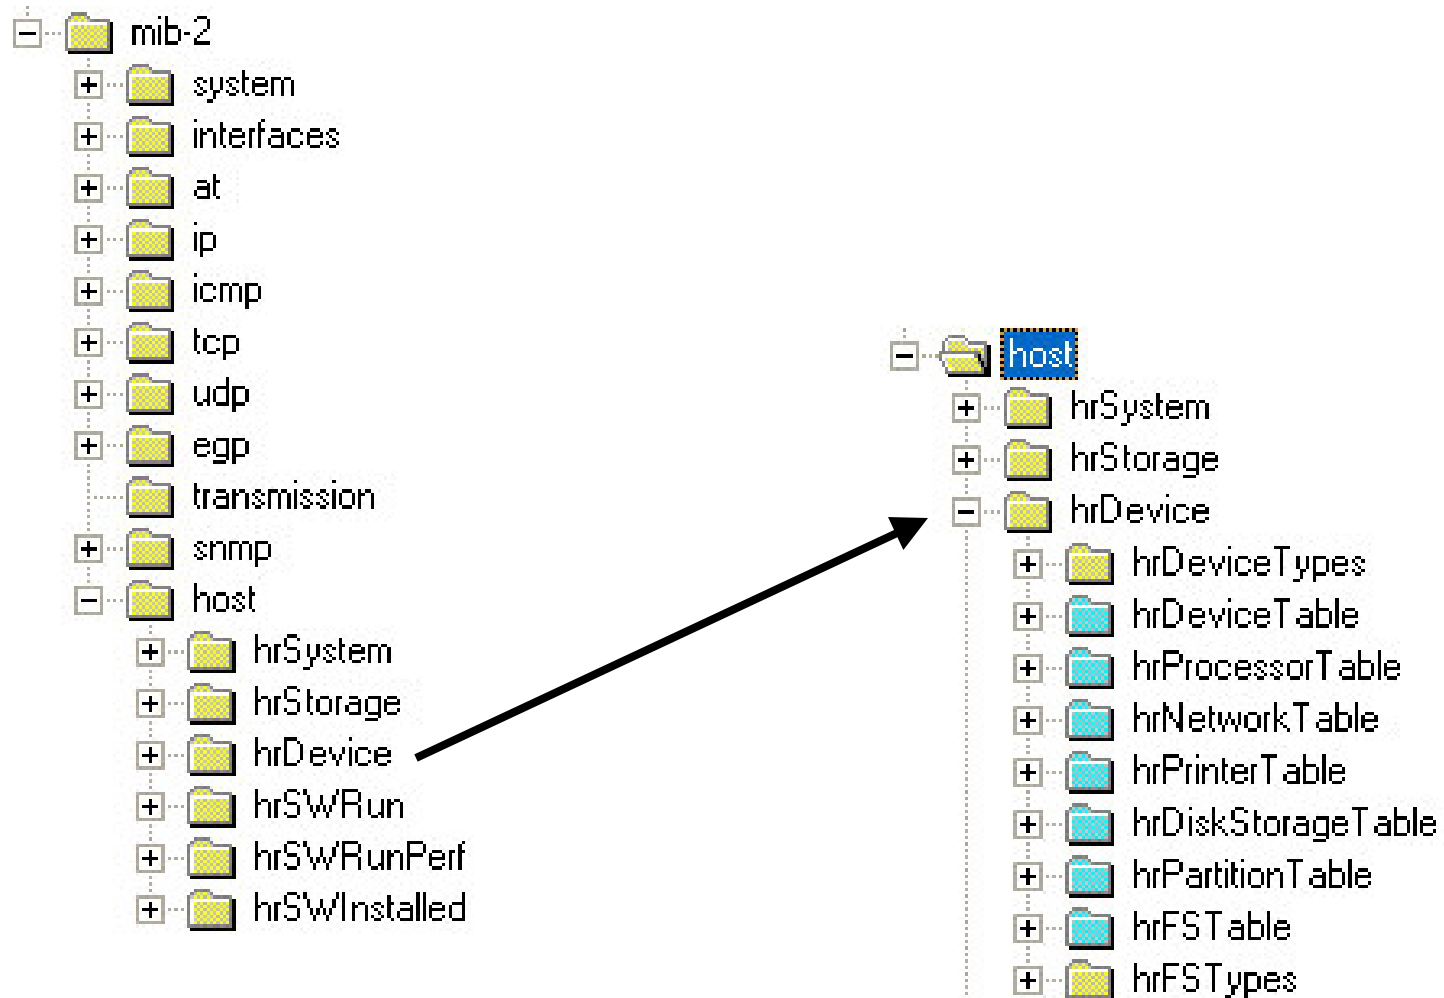 mib-2
system
interfaces
at
ip
icmp
tcp
udp
egp
transmission
snmp
host
hrSystem
hrStorage
hrDevice
hrSWRun
hrSWRunPerf
hrSWInstalled
host
hrSystem
hrStorage
hrDevice
hrDeviceTypes
hrDeviceTable
hrProcessorTable
hrNetworkTable
hrPrinterTable
hrDiskStorageTable
hrPartitionTable
hrFSTable
hrFSTypes